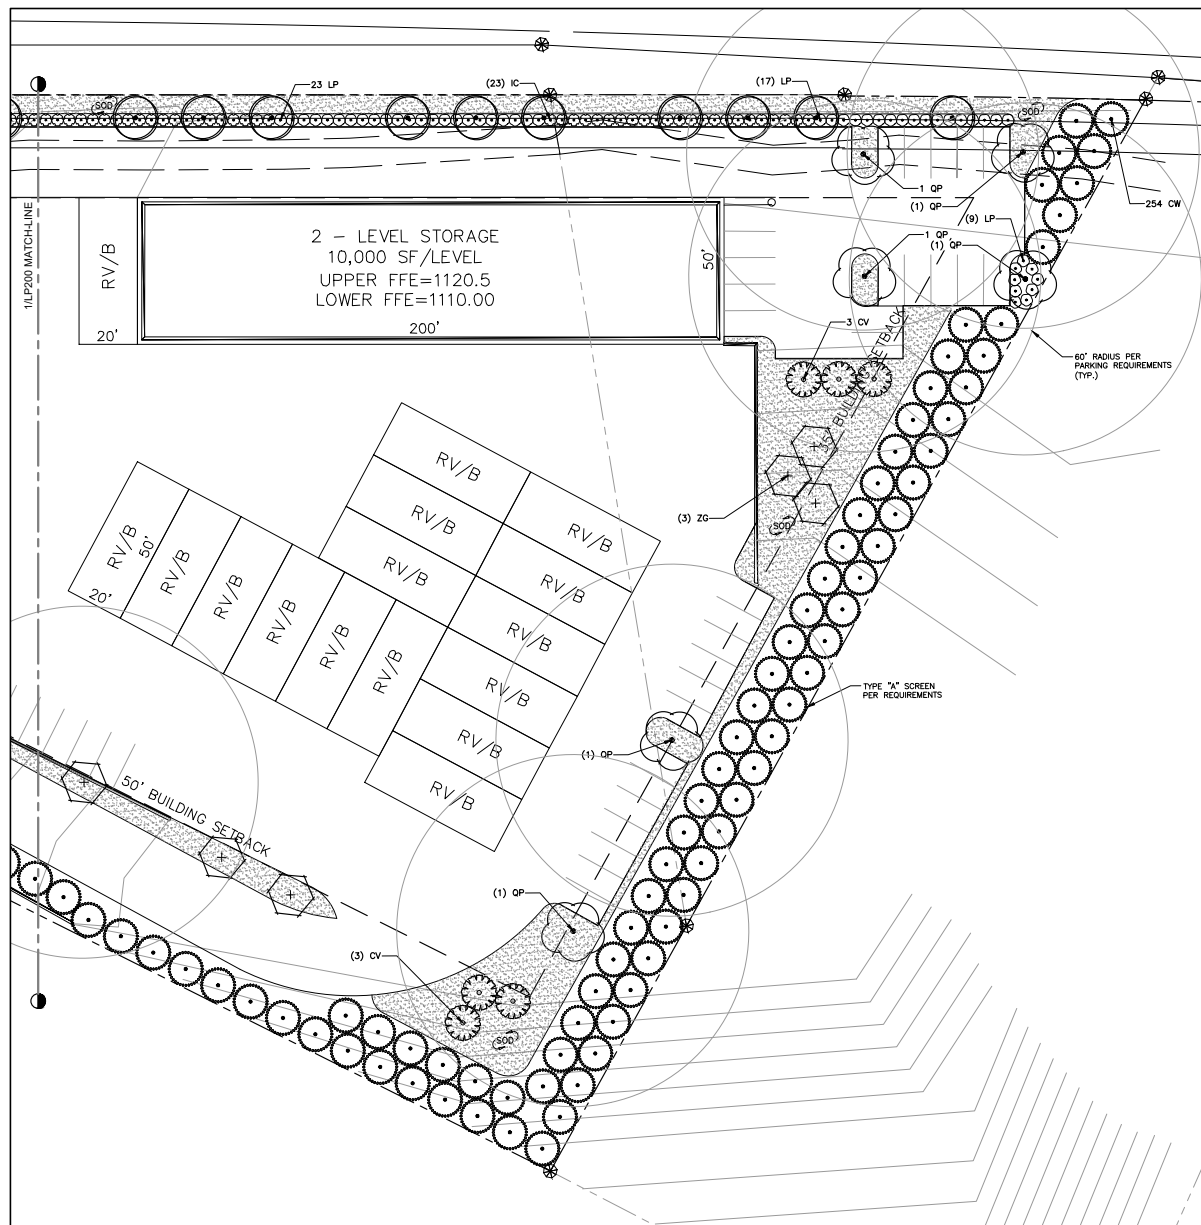 SOD
23 LP
(23) IC
(17) LP
SOD
1 QP
(1) QP
254 CW
(9) LP
1 QP
(1) QP
1/LP200 MATCH-LINE
RV/B
20'
2 - LEVEL STORAGE
10,000 SF/LEVEL
UPPER FFE=1120.5
LOWER FFE=1110.00
200'
50'
3 CV
35' BUILDING SETBACK
60' RADIUS PER
PARKING REQUIREMENTS
(TYP.)
(3) ZG
SOD
RV/B
RV/B
RV/B
RV/B
RV/B
RV/B
RV/B
RV/B
RV/B
RV/B
50'
20'
RV/B
RV/B
RV/B
RV/B
RV/B
TYPE "A" SCREEN
PER REQUIREMENTS
(1) QP
50' BUILDING SETBACK
(1) QP
(3) CV
SOD